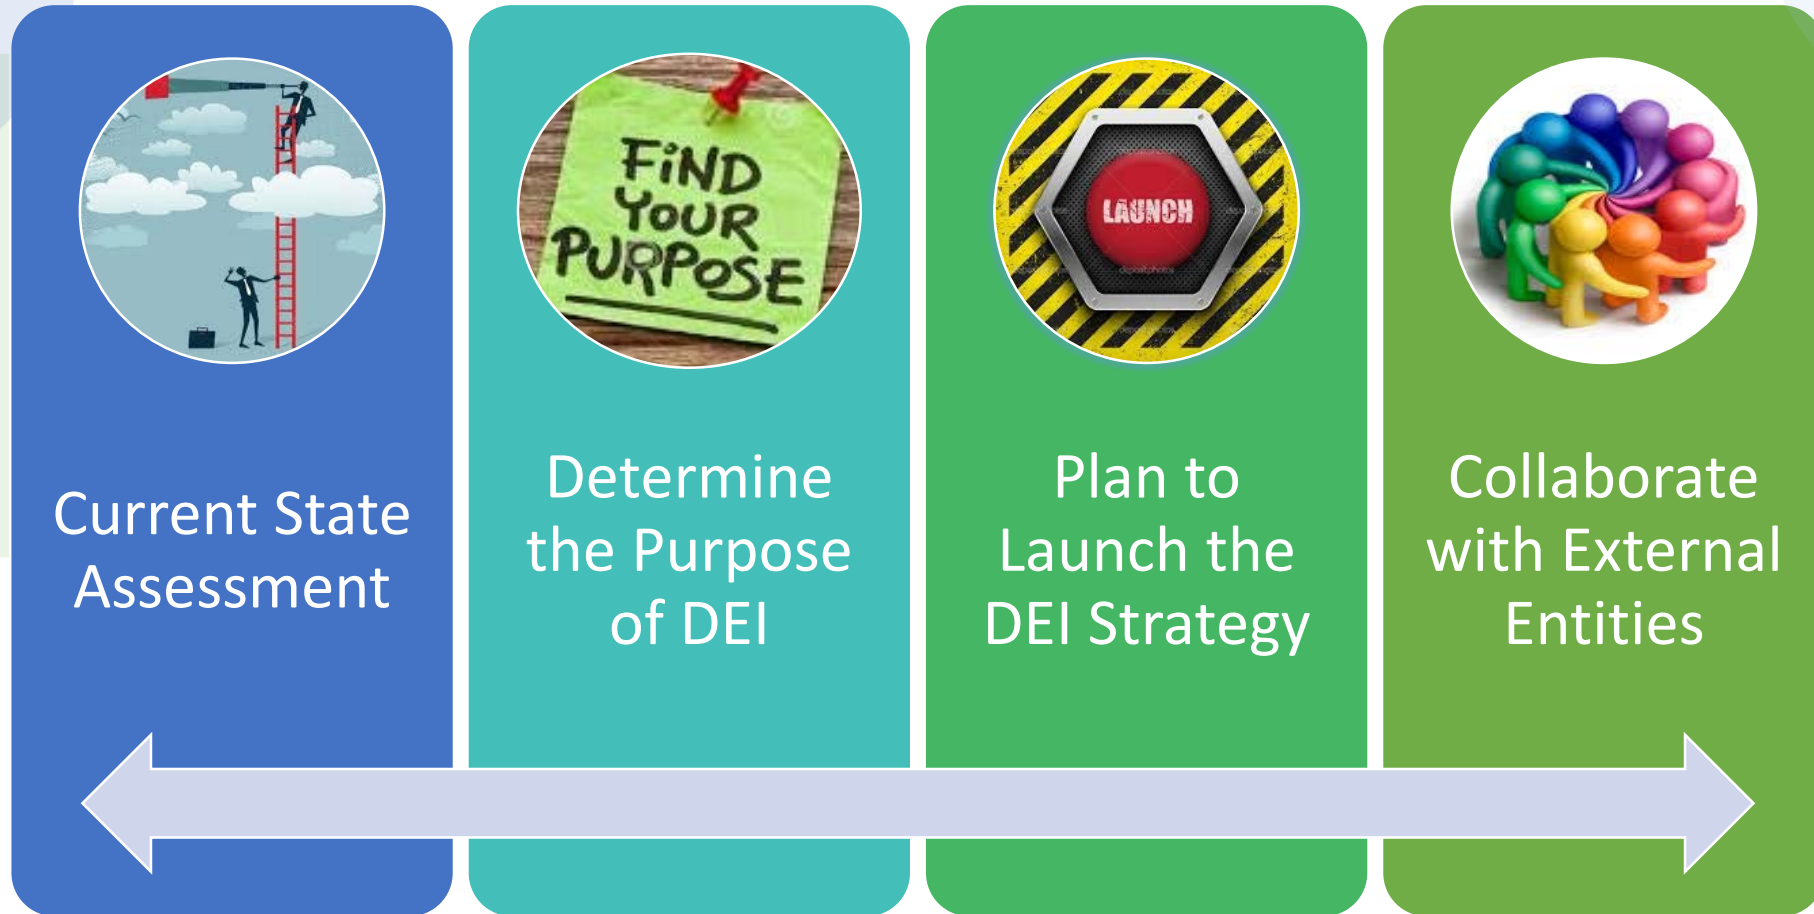 FiND
YOUR
PURPOSE
LAUNCH
Current State
Assessment
Determine
the Purpose
of DEI
Plan to
Launch the
DEI Strategy
Collaborate
with External
Entities